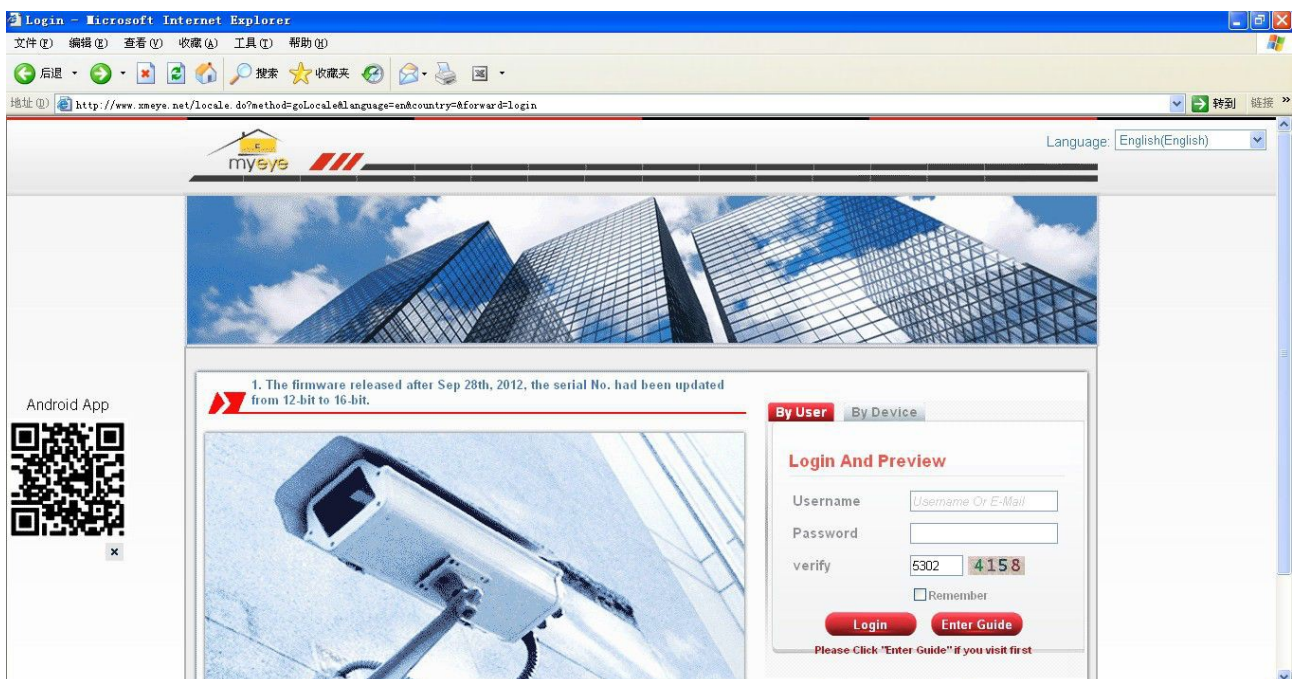 Login - Microsoft Internet Explorer
文件(F) 编辑(E) 查看(V) 收藏(A) 工具(T) 帮助(H)
后退 搜索 收藏夹
地址(D) http://www.xmeye.net/locale.do?method=goLocale&language=en&country=&forward=login 转到 链接 »
Language: English(English)
myeye
1. The firmware released after Sep 28th, 2012, the serial No. had been updated
from 12-bit to 16-bit.
Android App
By User By Device
Login And Preview
Username Username Or E-Mail
Password
verify 5302 4158
Remember
Login Enter Guide
Please Click "Enter Guide" if you visit first